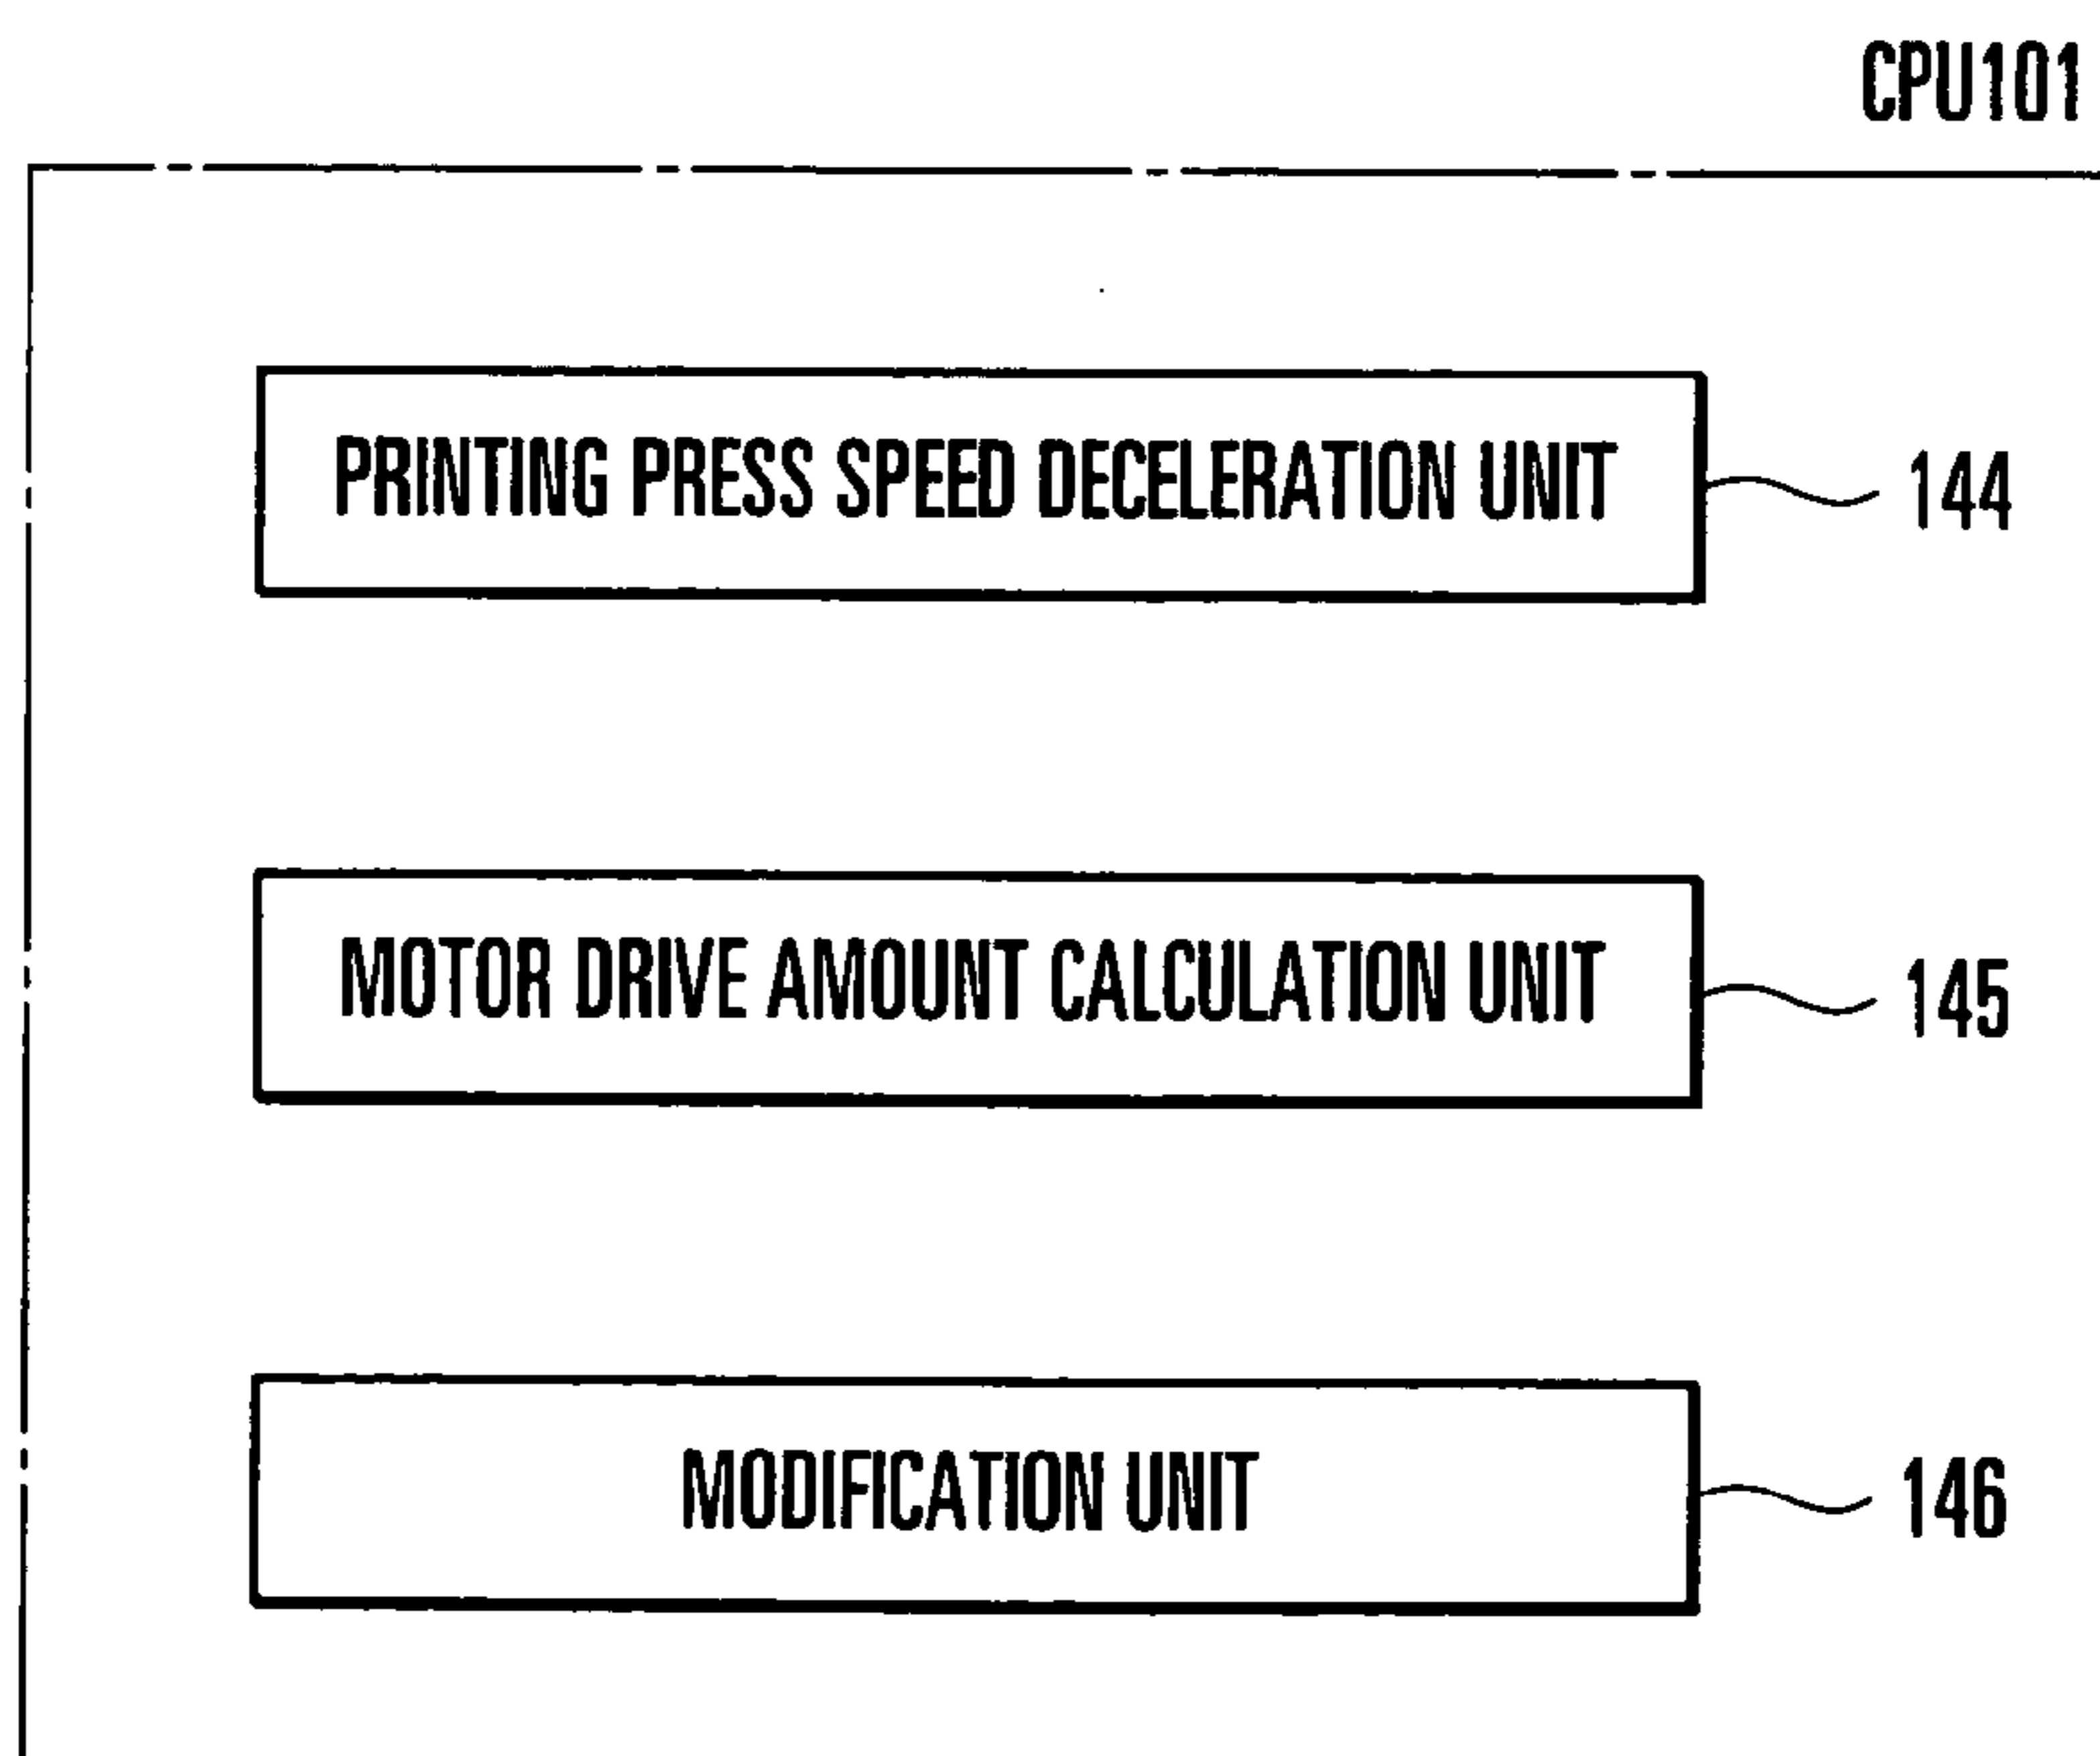 CPU101
PRINTING PRESS SPEED DECELERATION UNIT 144
MOTOR DRIVE AMOUNT CALCULATION UNIT 145
MODIFICATION UNIT 146